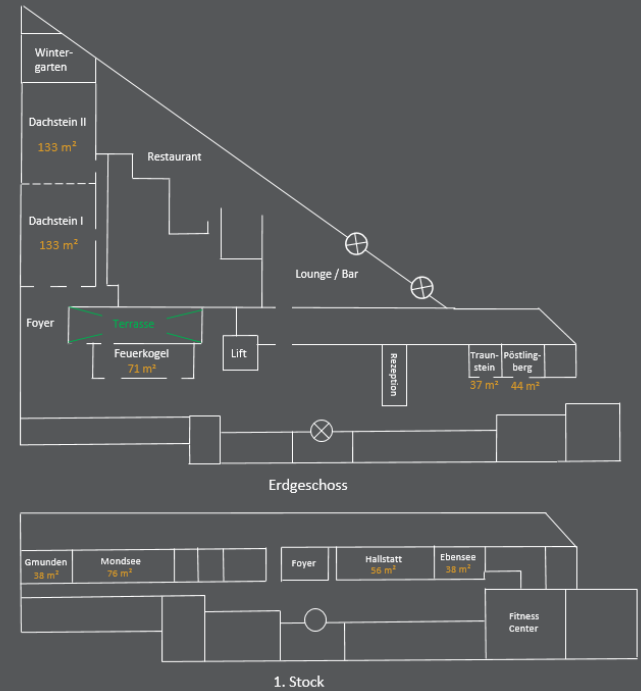 Winter-
garten
Dachstein II
133 m²
Restaurant
Dachstein I
133 m²
Lounge / Bar
Foyer
Terrasse
Feuerkogel
71 m²
Lift
Rezeption
Traun-
stein
37 m²
Pöstling-
berg
44 m²
Erdgeschoss
Gmunden
38 m²
Mondsee
76 m²
Foyer
Hallstatt
56 m²
Ebensee
38 m²
Fitness
Center
1. Stock